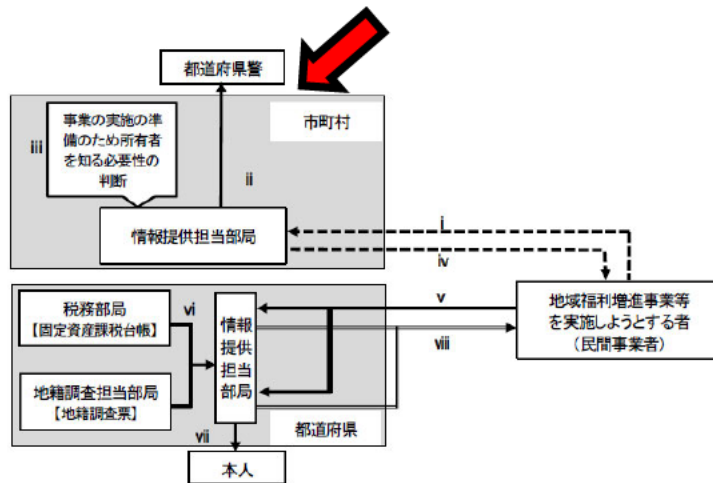 都道府県警
市町村
事業の実施の準
備のため所有者
を知る必要性の
判断
iii
ii
情報提供担当部局
i
iv
税務部局
【固定資産課税台帳】
vi
情報
提供
担当
部局
v
viii
地域福利増進事業等
を実施しようとする者
(民間事業者)
地籍調査担当部局
【地籍調査票】
vii
都道府県
本人